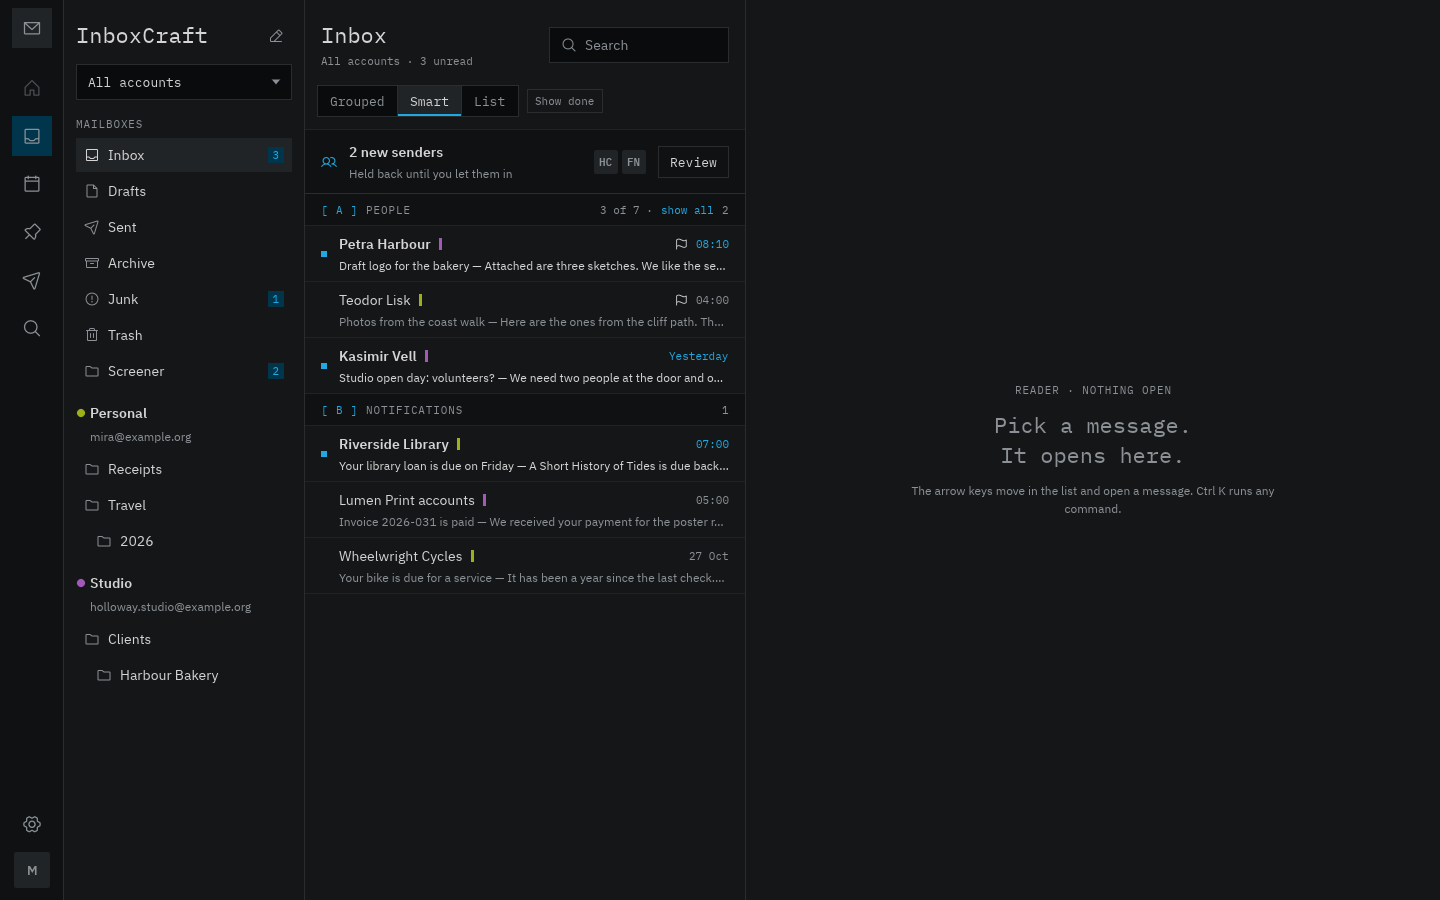 InboxCraft
All accounts
MAILBOXES
Inbox 3
Drafts
Sent
Archive
Junk 1
Trash
Screener 2
Personal
mira@example.org
Receipts
Travel
2026
Studio
holloway.studio@example.org
Clients
Harbour Bakery
M
Inbox
All accounts · 3 unread
Search
Grouped Smart List Show done
2 new senders
Held back until you let them in
HC FN Review
[ A ] PEOPLE 3 of 7 · show all 2
Petra Harbour 08:10
Draft logo for the bakery — Attached are three sketches. We like the se…
Teodor Lisk 04:00
Photos from the coast walk — Here are the ones from the cliff path. Th…
Kasimir Vell Yesterday
Studio open day: volunteers? — We need two people at the door and o…
[ B ] NOTIFICATIONS 1
Riverside Library 07:00
Your library loan is due on Friday — A Short History of Tides is due back…
Lumen Print accounts 05:00
Invoice 2026-031 is paid — We received your payment for the poster r…
Wheelwright Cycles 27 Oct
Your bike is due for a service — It has been a year since the last check.…
READER · NOTHING OPEN
Pick a message.
It opens here.
The arrow keys move in the list and open a message. Ctrl K runs any
command.